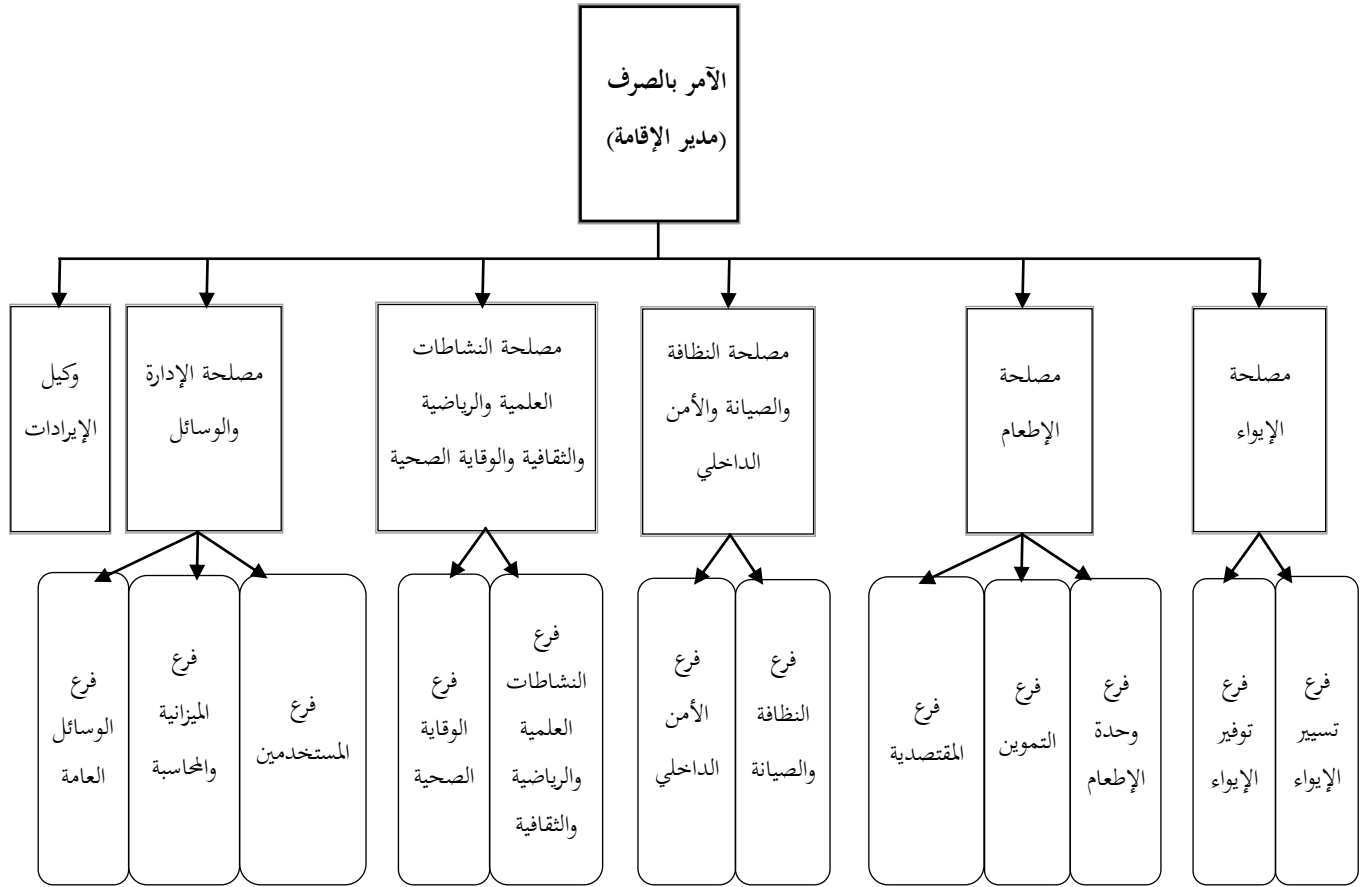 الآمر بالصرف
(مدير الإقامة)
مصلحة
الإيواء
مصلحة
الإطعام
مصلحة النظافة
والصيانة والأمن
الداخلي
مصلحة النشاطات
العلمية والرياضية
والثقافية والوقاية الصحية
مصلحة الإدارة
والوسائل
وكيل
الإيرادات
فرع
تسيير
الإيواء
فرع
توفير
الإيواء
فرع
وحدة
الإطعام
فرع
التموين
فرع
المقتصدية
فرع
النظافة
والصيانة
فرع
الأمن
الداخلي
فرع
النشاطات
العلمية
والرياضية
والثقافية
فرع
الوقاية
الصحية
فرع
المستخدمين
فرع
الميزانية
والمحاسبة
فرع
الوسائل
العامة